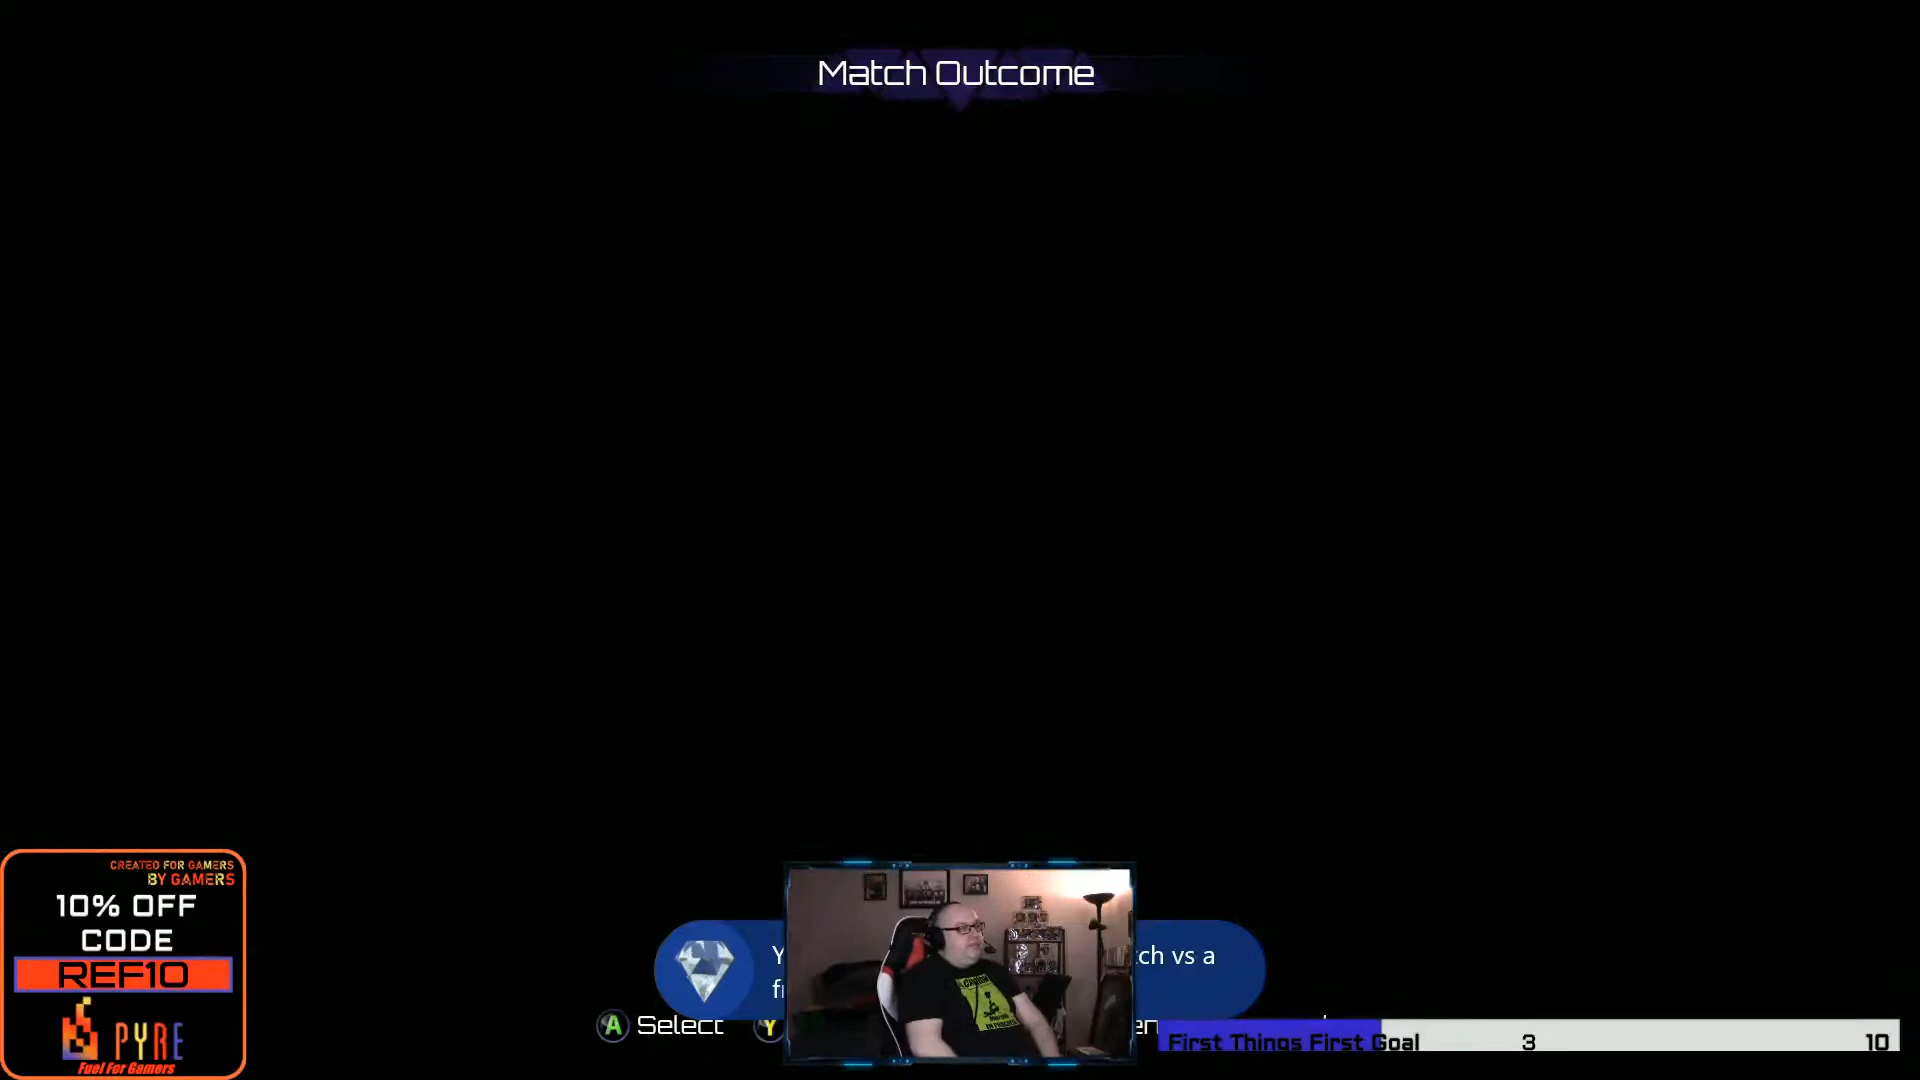 Match Outcome
CREATED FOR GAMERS
BY GAMERS
10% OFF
CODE
REF10
PYRE
Fuel For Gamers
vs a
A Select Y
First Things First Goal 3 10